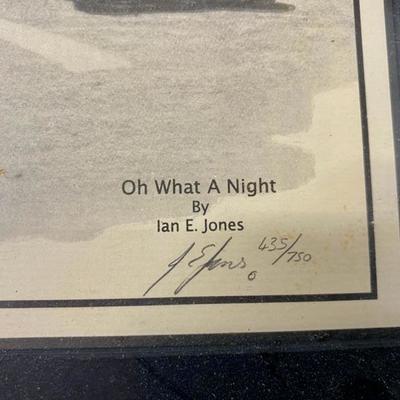 Oh What A Night
By
Ian E. Jones
435/750